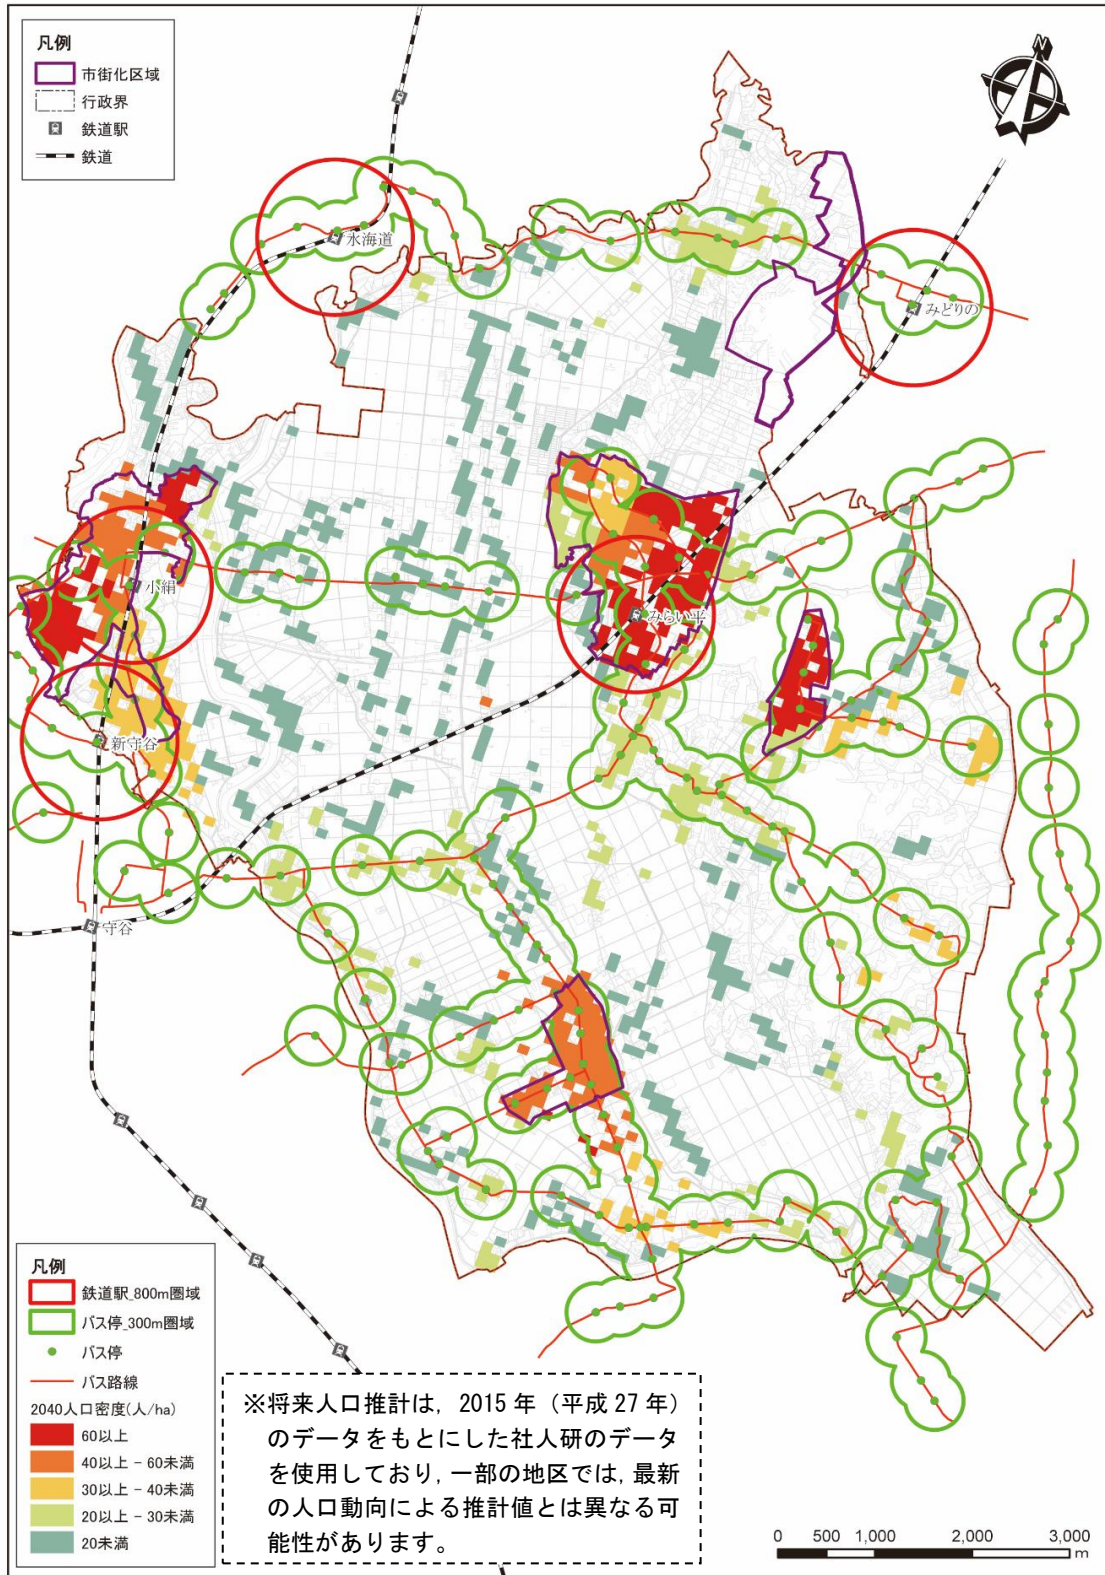 凡例
市街化区域
行政界
鉄道駅
鉄道
N
水海道
みどりの
小絹
みらい平
新守谷
守谷
凡例
鉄道駅_800m圏域
バス停_300m圏域
バス停
バス路線
2040人口密度(人/ha)
60以上
40以上 - 60未満
30以上 - 40未満
20以上 - 30未満
20未満
※将来人口推計は, 2015 年（平成 27 年）
のデータをもとにした社人研のデータ
を使用しており, 一部の地区では, 最新
の人口動向による推計値とは異なる可
能性があります。
0 500 1,000 2,000 3,000
m